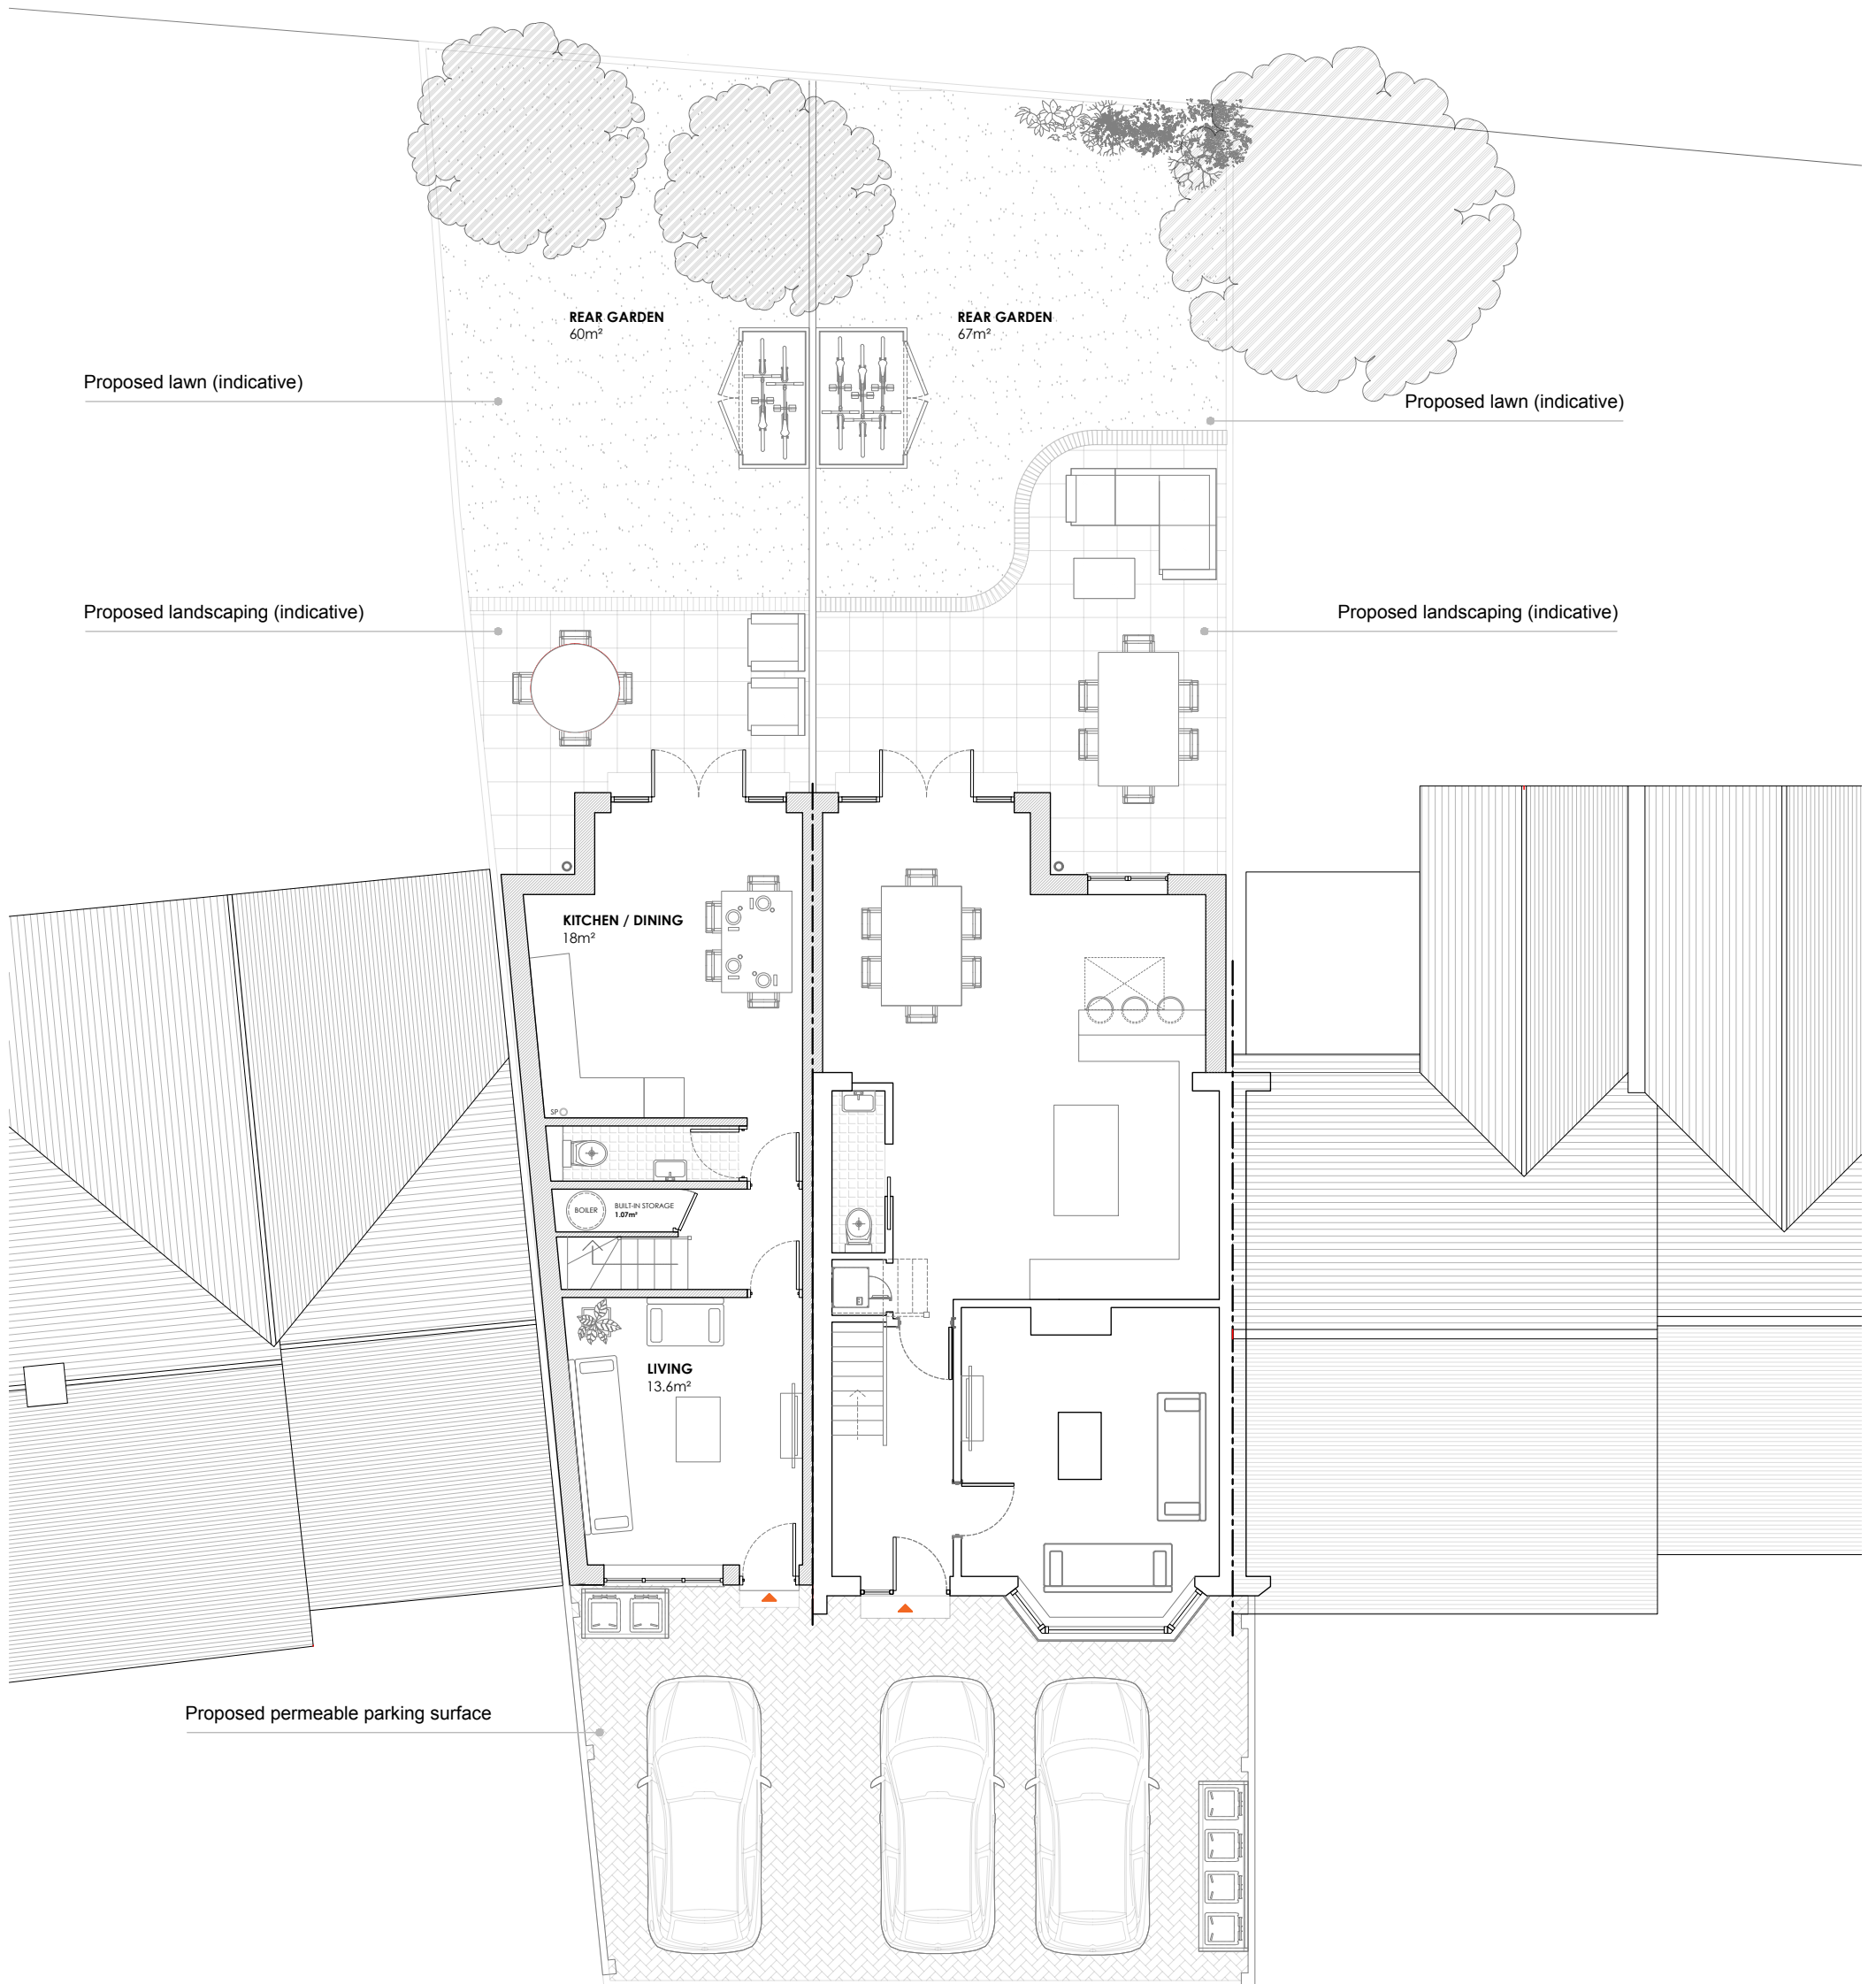 REAR GARDEN
60m²
REAR GARDEN
67m²
Proposed lawn (indicative)
Proposed lawn (indicative)
Proposed landscaping (indicative)
Proposed landscaping (indicative)
KITCHEN / DINING
18m²
SP
BOILER
BUILT-IN STORAGE
1.07m²
LIVING
13.6m²
Proposed permeable parking surface